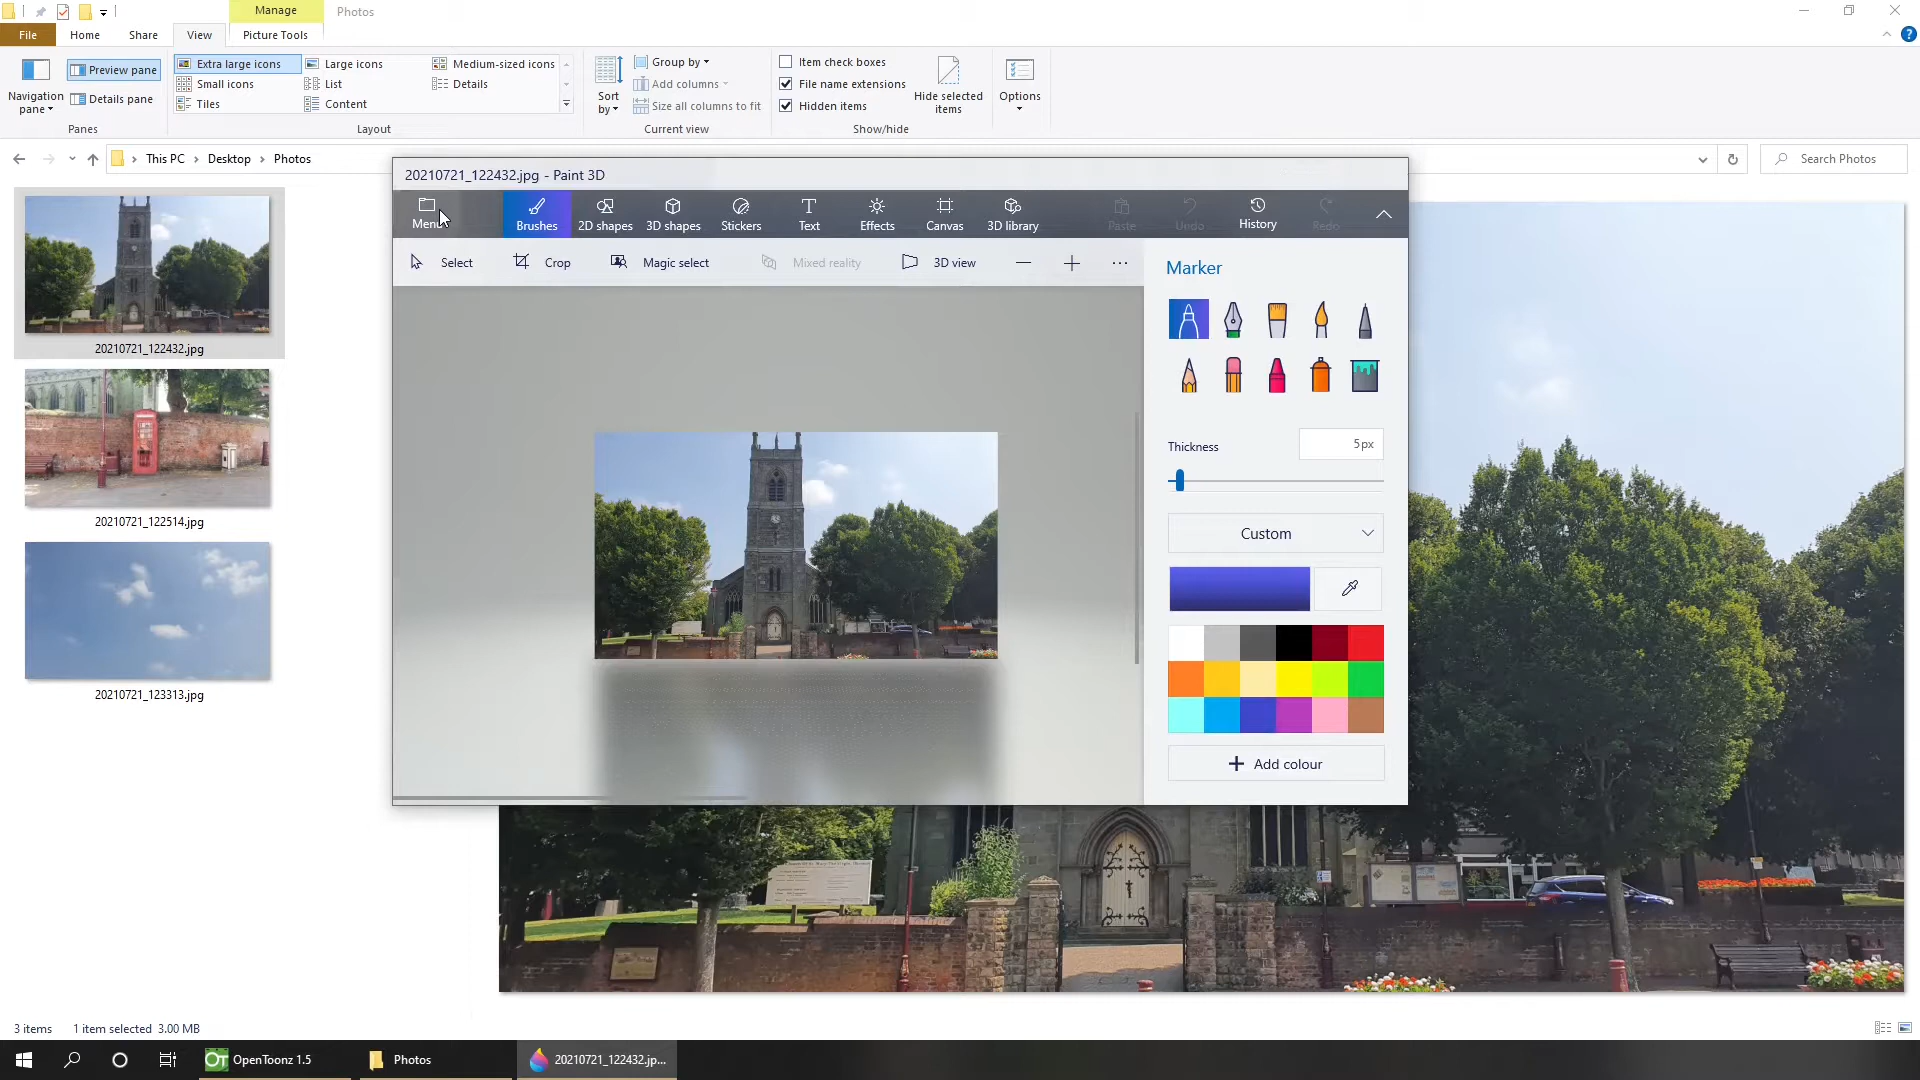 Manage
Photos
File
Home
Share
View
Picture Tools
Navigation pane
Preview pane
Details pane
Panes
Extra large icons
Large icons
Medium-sized icons
Small icons
List
Details
Tiles
Content
Layout
Sort by
Group by
Add columns
Size all columns to fit
Current view
Item check boxes
File name extensions
Hidden items
Hide selected items
Show/hide
Options
This PC
Desktop
Photos
Search Photos
20210721_122432.jpg
20210721_122514.jpg
20210721_123313.jpg
20210721_122432.jpg - Paint 3D
Menu
Brushes
2D shapes
3D shapes
Stickers
Text
Effects
Canvas
3D library
Paste
Undo
History
Redo
Select
Crop
Magic select
Mixed reality
3D view
Marker
Thickness
5px
Custom
Add colour
3 items
1 item selected 3.00 MB
OT
OpenToonz 1.5
Photos
20210721_122432.jp...